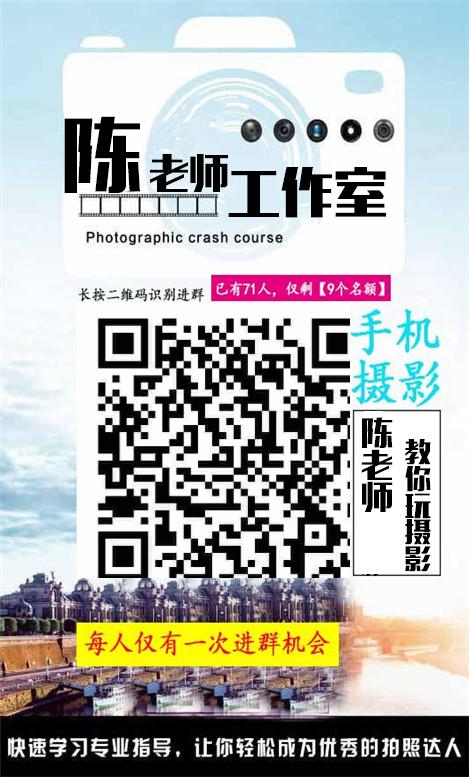 陈老师工作室
Photographic crash course
长按二维码识别进群
已有71人，仅剩【9个名额】
手机
摄影
陈老师
教你玩摄影
每人仅有一次进群机会
快速学习专业指导，让你轻松成为优秀的拍照达人